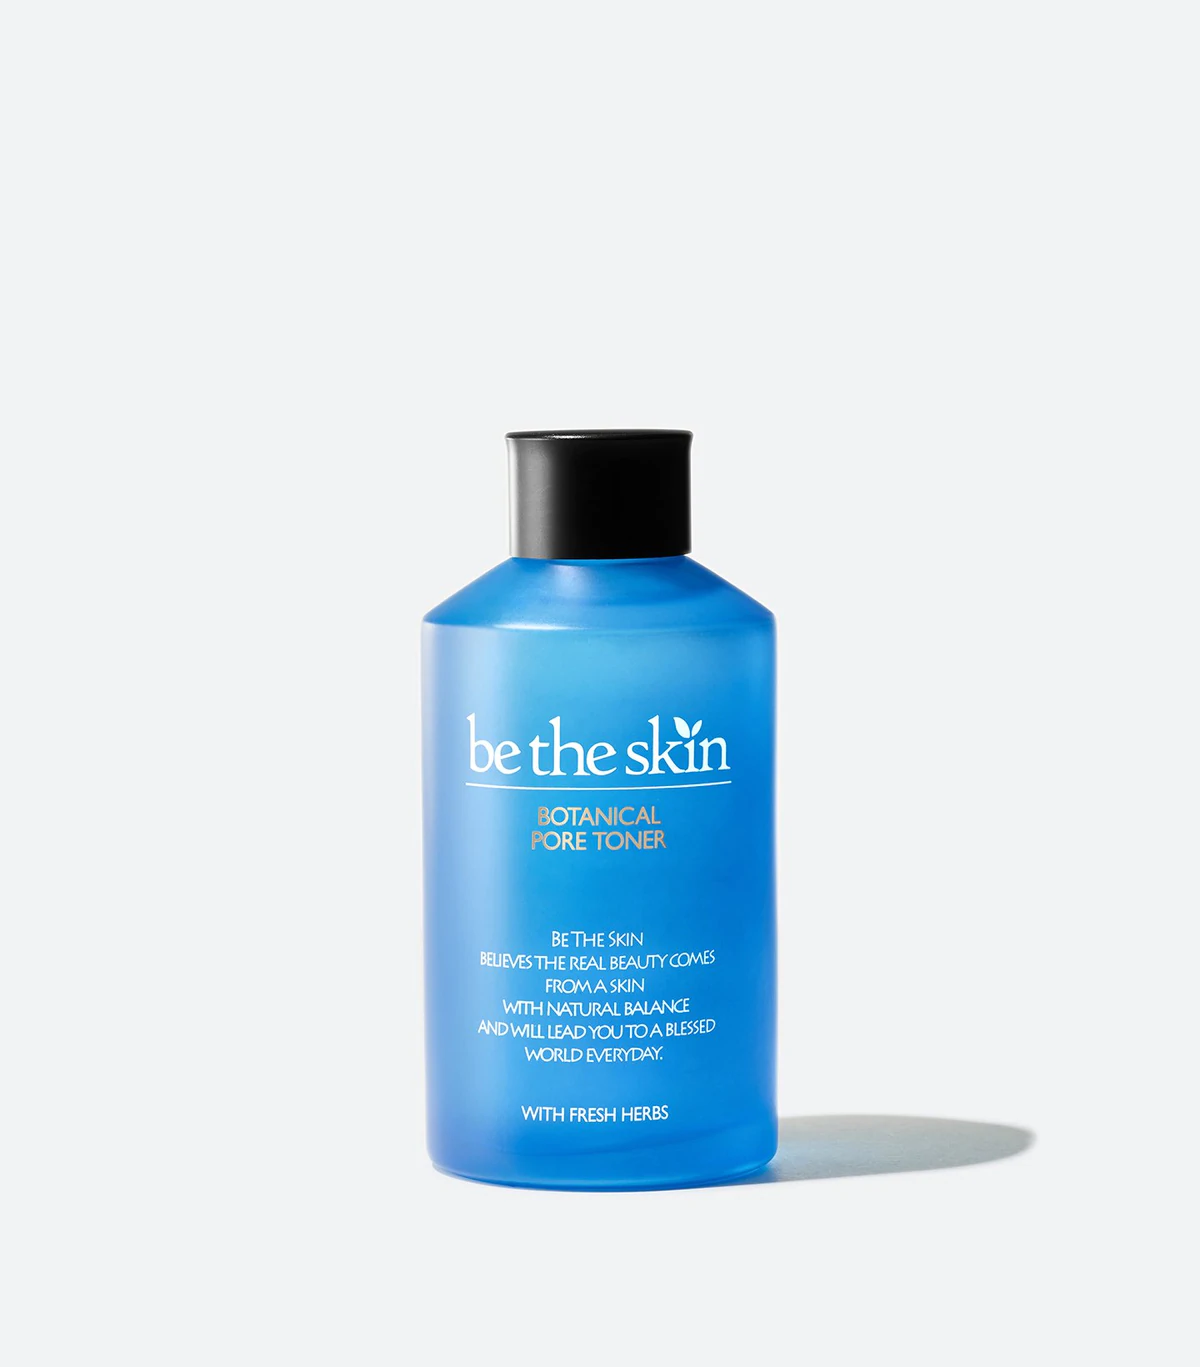 be the skin
BOTANICAL
PORE TONER
BE THE SKIN
BELIEVES THE REAL BEAUTY COMES
FROM A SKIN
WITH NATURAL BALANCE
AND WILL LEAD YOU TO A BLESSED
WORLD EVERYDAY.
WITH FRESH HERBS